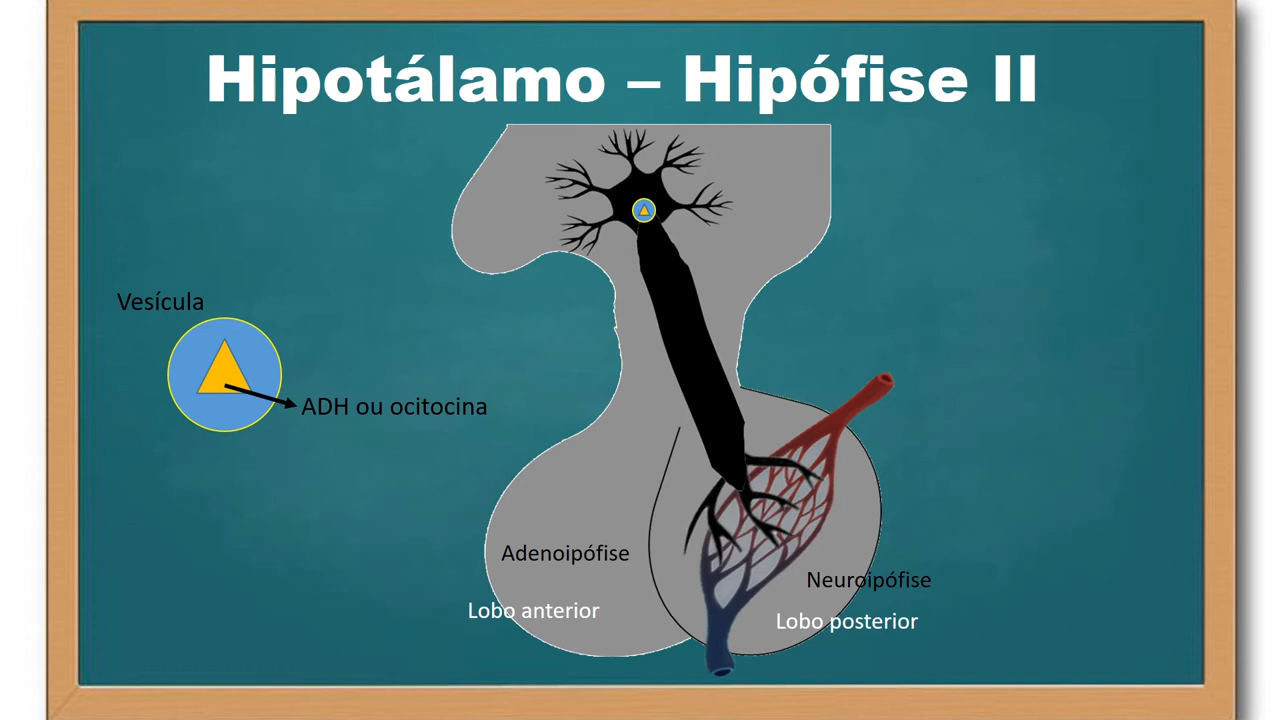 Hipotálamo – Hipófise II
Vesícula
ADH ou ocitocina
Adenoipófise
Neuroipófise
Lobo anterior
Lobo posterior